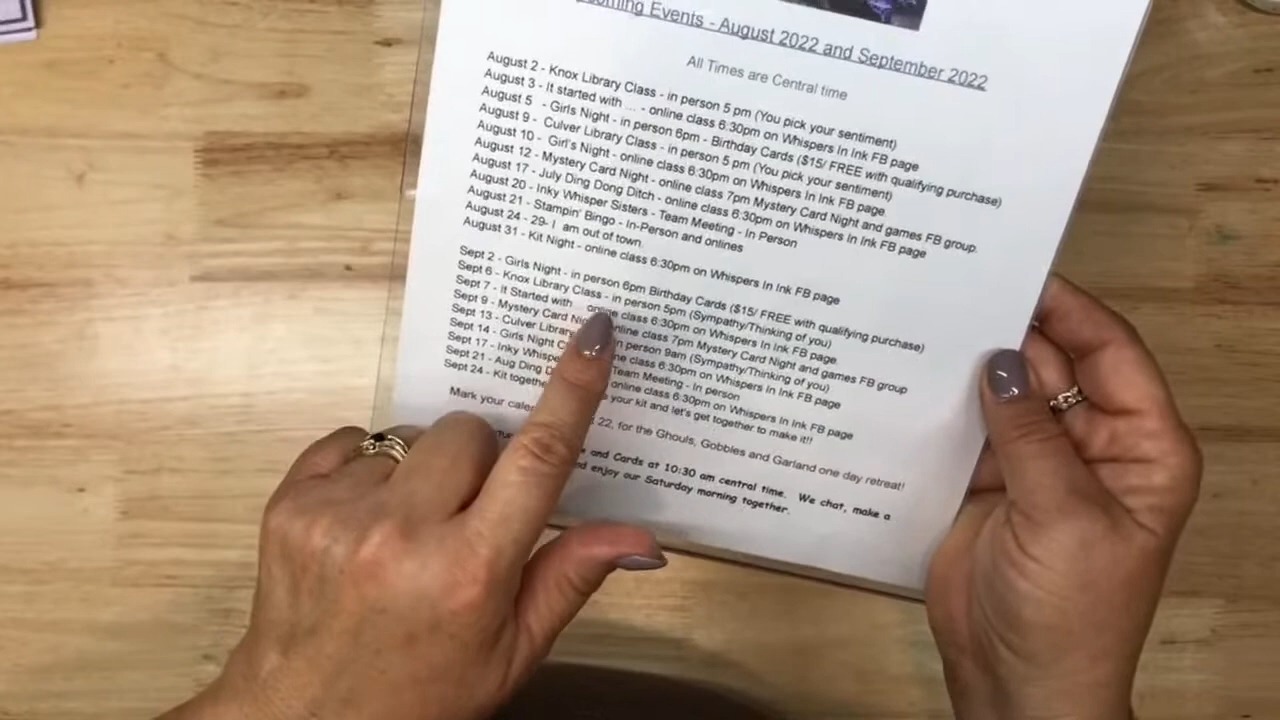 oming Events - August 2022 and September 2022
All Times are Central time
August 2 - Knox Library Class - in person 5 pm (You pick your sentiment)
August 3 - It started with ... - online class 6:30pm on Whispers In Ink FB page
August 5 - Girls Night - in person 6pm - Birthday Cards ($15/ FREE with qualifying purchase)
August 9 - Culver Library Class - in person 5 pm (You pick your sentiment)
August 10 - Girl's Night - online class 6:30pm on Whispers In Ink FB page
August 12 - Mystery Card Night - online class 7pm Mystery Card Night and games FB group.
August 17 - July Ding Dong Ditch - online class 6:30pm on Whispers In Ink FB page
August 20 - Inky Whisper Sisters - Team Meeting - In Person
August 21 - Stampin' Bingo - In-Person and onlines
August 24 - 29- I am out of town.
August 31 - Kit Night - online class 6:30pm on Whispers In Ink FB page
Sept 2 - Girls Night - in person 6pm Birthday Cards ($15/ FREE with qualifying purchase)
Sept 6 - Knox Library Class - in person 5pm (Sympathy/Thinking of you)
Sept 7 - It Started with online class 6:30pm on Whispers In Ink FB page.
Sept 9 - Mystery Card online class 7pm Mystery Card Night and games FB group
Sept 13 - Culver Library in person 9am (Sympathy/Thinking of you)
Sept 14 - Girls Night 6:30pm on Whispers In Ink FB page
Sept 17 - Inky Team Meeting - In person
Sept 21 - Aug Ding online class 6:30pm on Whispers In Ink FB page
Sept 24 - Kit your kit and let's get together to make it!!
Mark your 22, for the Ghouls, Gobbles and Garland one day retreat!
and Cards at 10:30 am central time. We chat, make a
enjoy our Saturday morning together.